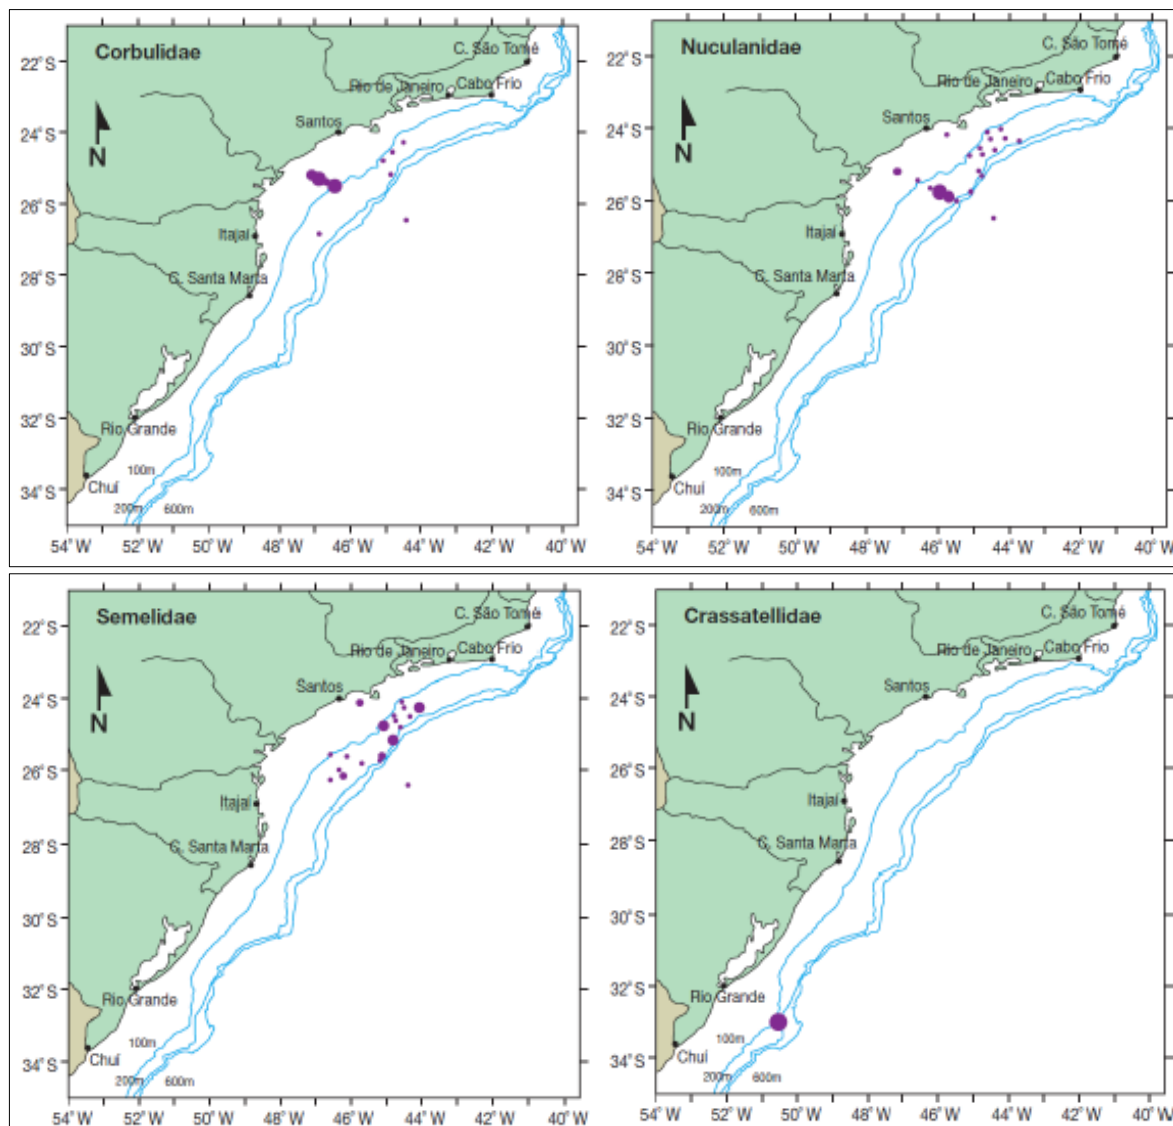 Corbulidae
C. São Tomé
22°S
Rio de Janeiro Cabo Frio
24°S
Santos
N
26°S
Itajaí
28°S
C. Santa Marta
30°S
32°S
Rio Grande
100m
34°S
Chuí
200m 600m
54°W 52°W 50°W 48°W 46°W 44°W 42°W 40°W
Nuculanidae
C. São Tomé
22°S
Rio de Janeiro Cabo Frio
24°S
Santos
N
26°S
Itajaí
28°S
C. Santa Marta
30°S
32°S
Rio Grande
100m
34°S
Chuí
200m 600m
54°W 52°W 50°W 48°W 46°W 44°W 42°W 40°W
Semelidae
C. São Tomé
22°S
Rio de Janeiro Cabo Frio
24°S
Santos
N
26°S
Itajaí
28°S
C. Santa Marta
30°S
32°S
Rio Grande
100m
34°S
Chuí
200m 600m
54°W 52°W 50°W 48°W 46°W 44°W 42°W 40°W
Crassatellidae
C. São Tomé
22°S
Rio de Janeiro Cabo Frio
24°S
Santos
N
26°S
Itajaí
28°S
C. Santa Marta
30°S
32°S
Rio Grande
100m
34°S
Chuí
200m 600m
54°W 52°W 50°W 48°W 46°W 44°W 42°W 40°W